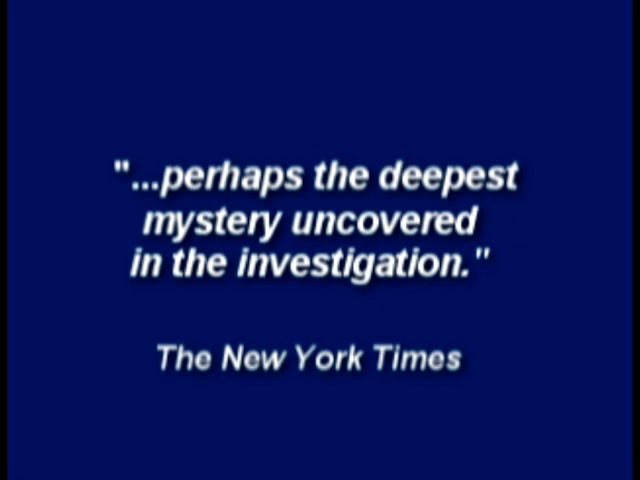 "...perhaps the deepest
mystery uncovered
in the investigation."
The New York Times